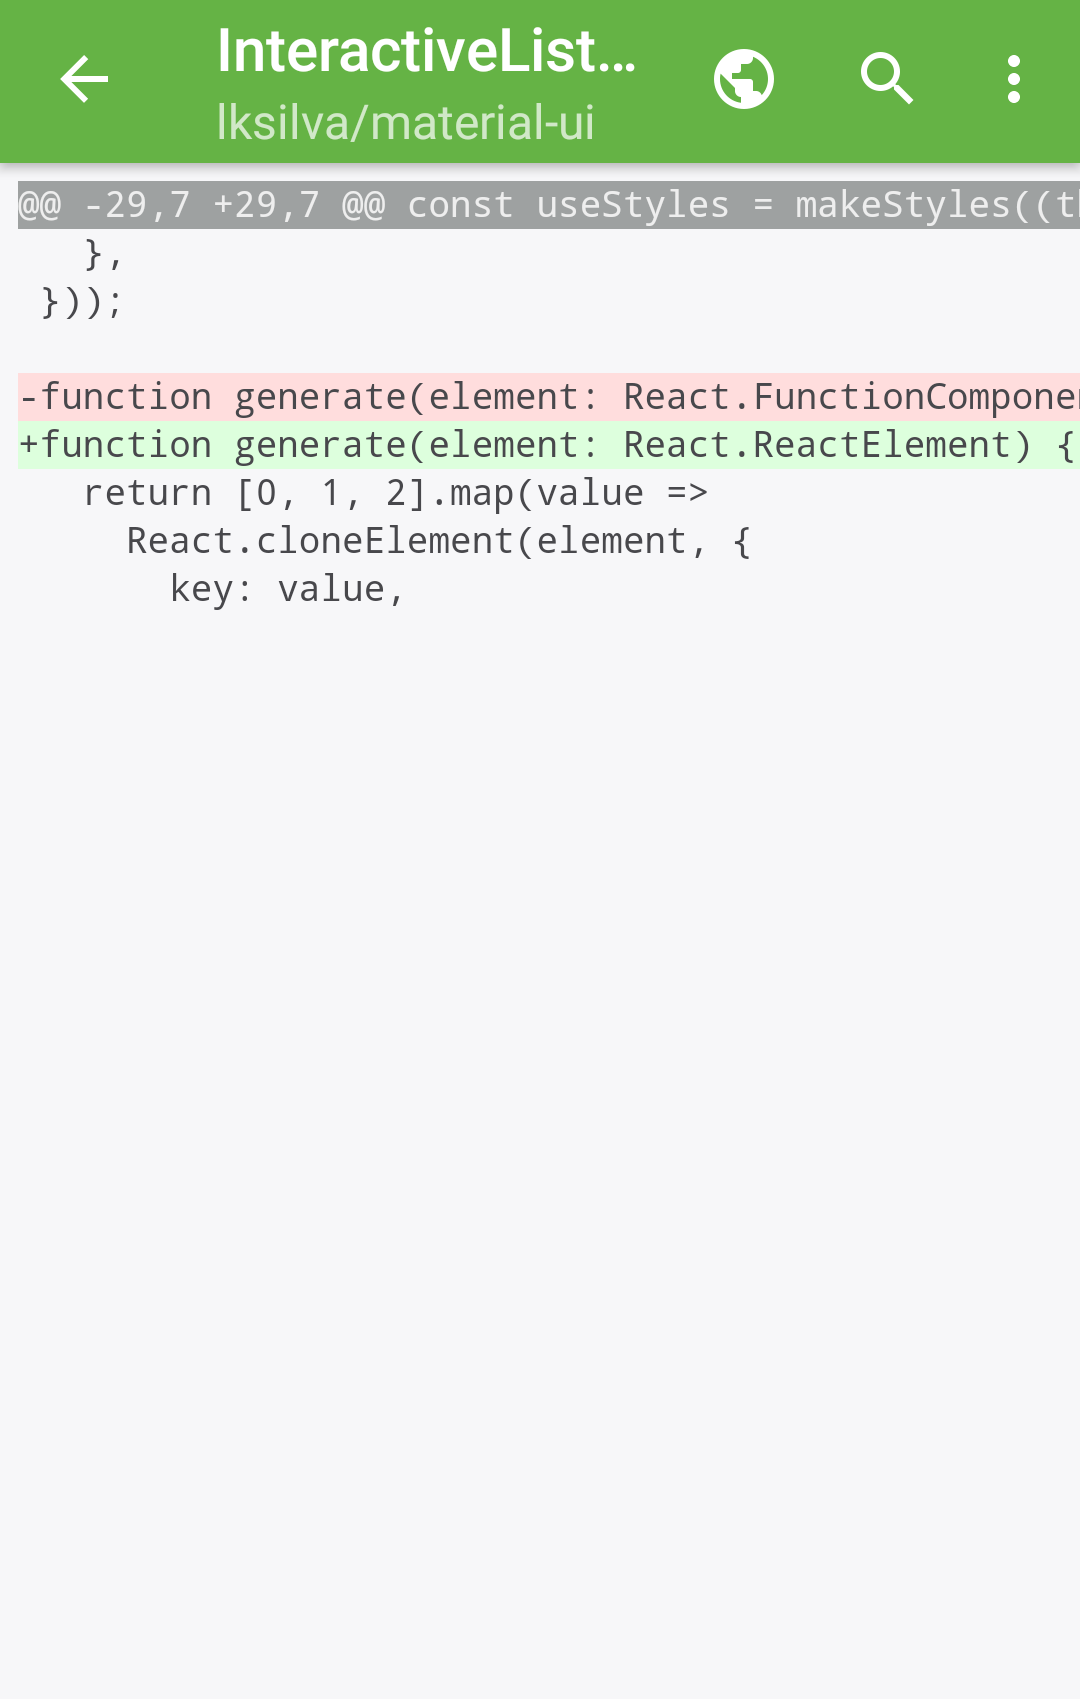 InteractiveList...
lksilva/material-ui
@@ -29,7 +29,7 @@ const useStyles = makeStyles((t
},
}));
-function generate(element: React.FunctionCompone
+function generate(element: React.ReactElement) {
return [0, 1, 2].map(value =>
React.cloneElement(element, {
key: value,